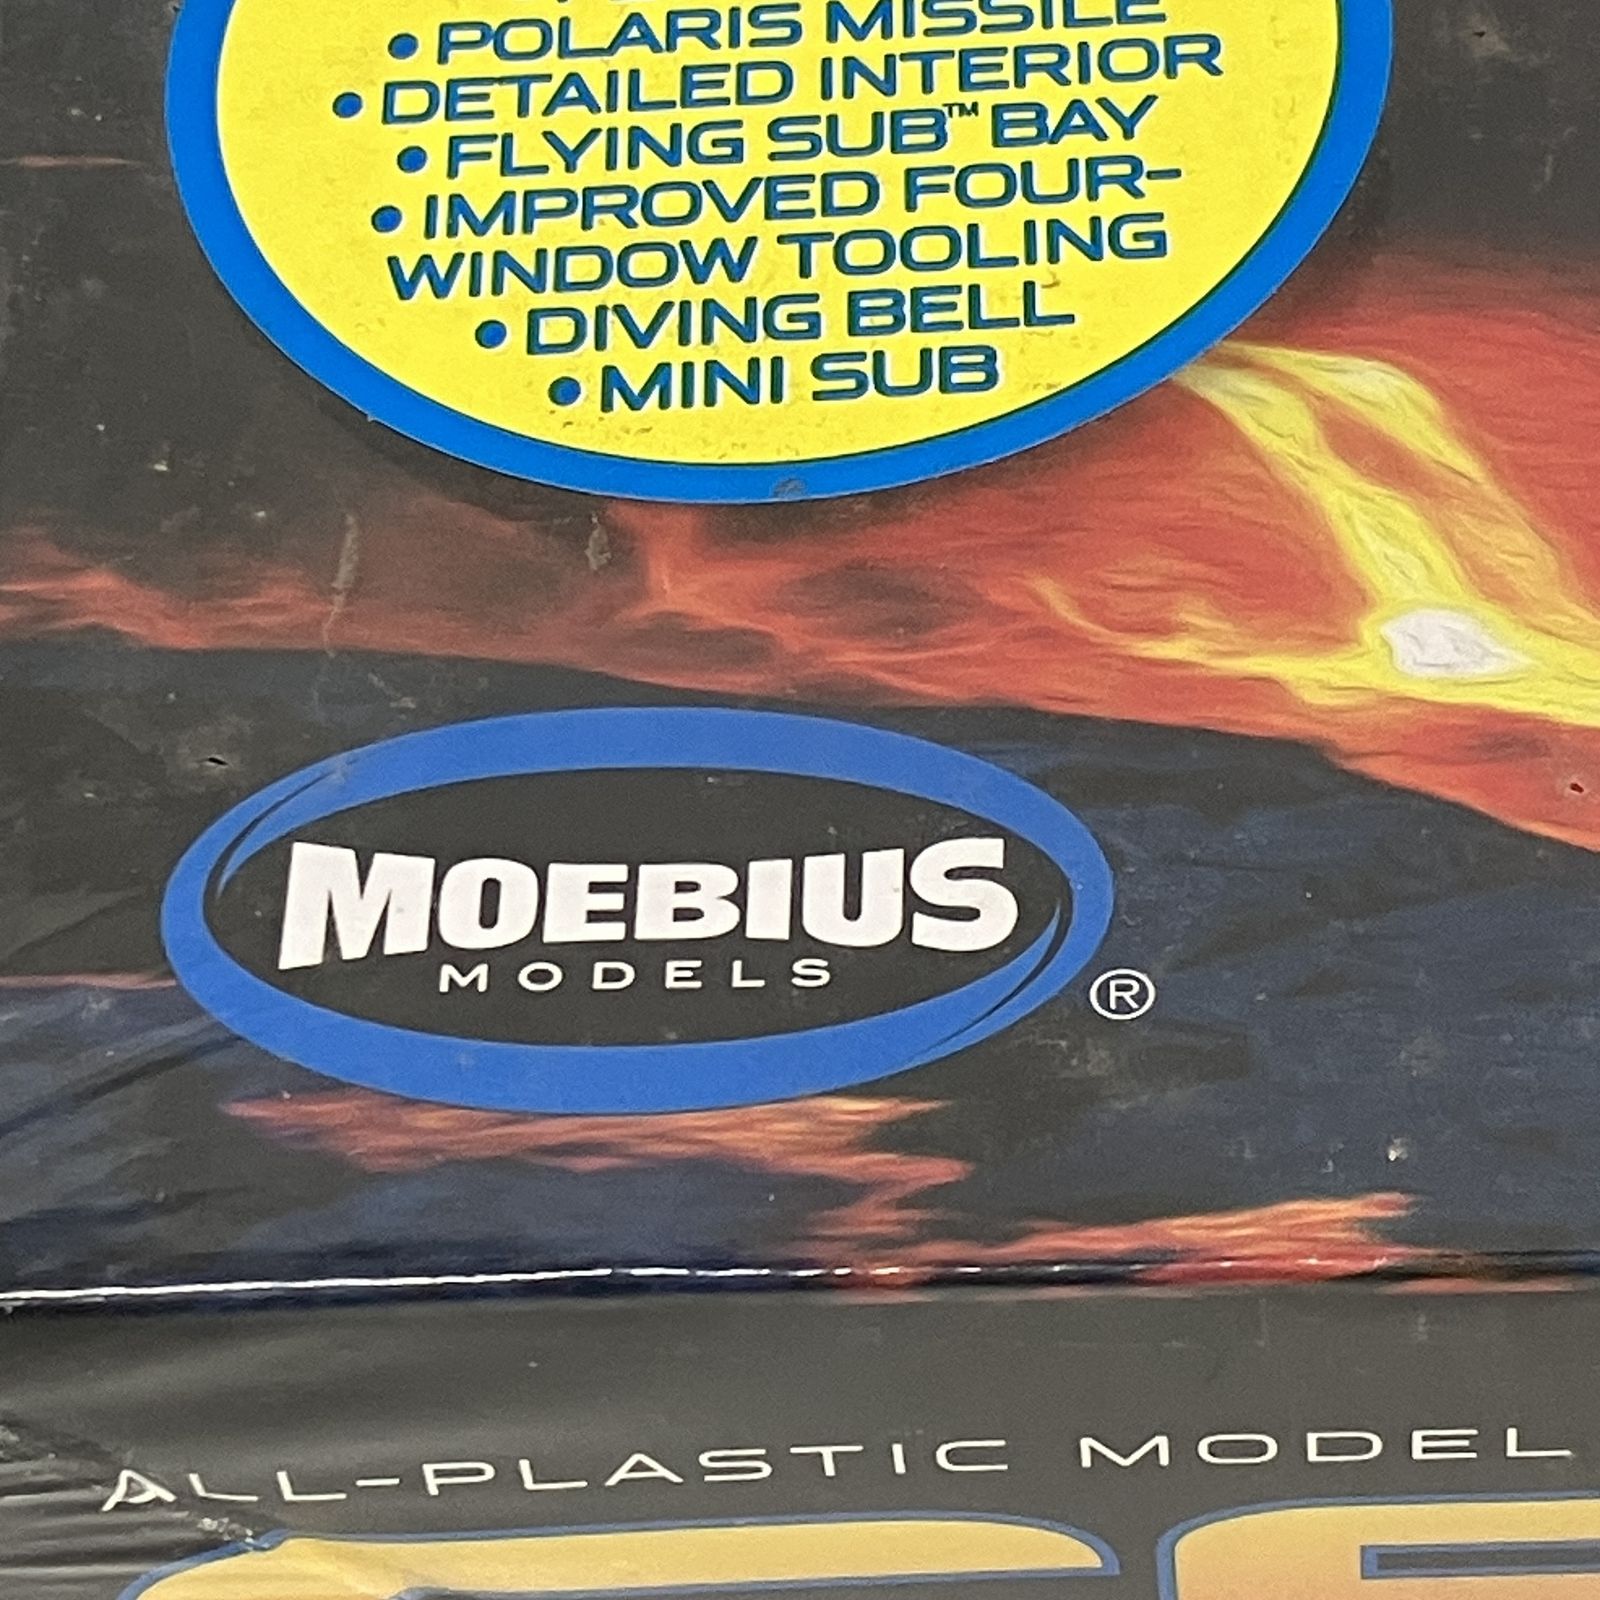 • POLARIS MISSILE
• DETAILED INTERIOR
• FLYING SUB™ BAY
• IMPROVED FOUR-
WINDOW TOOLING
• DIVING BELL
• MINI SUB
MOEBIUS
MODELS
®
ALL-PLASTIC MODEL